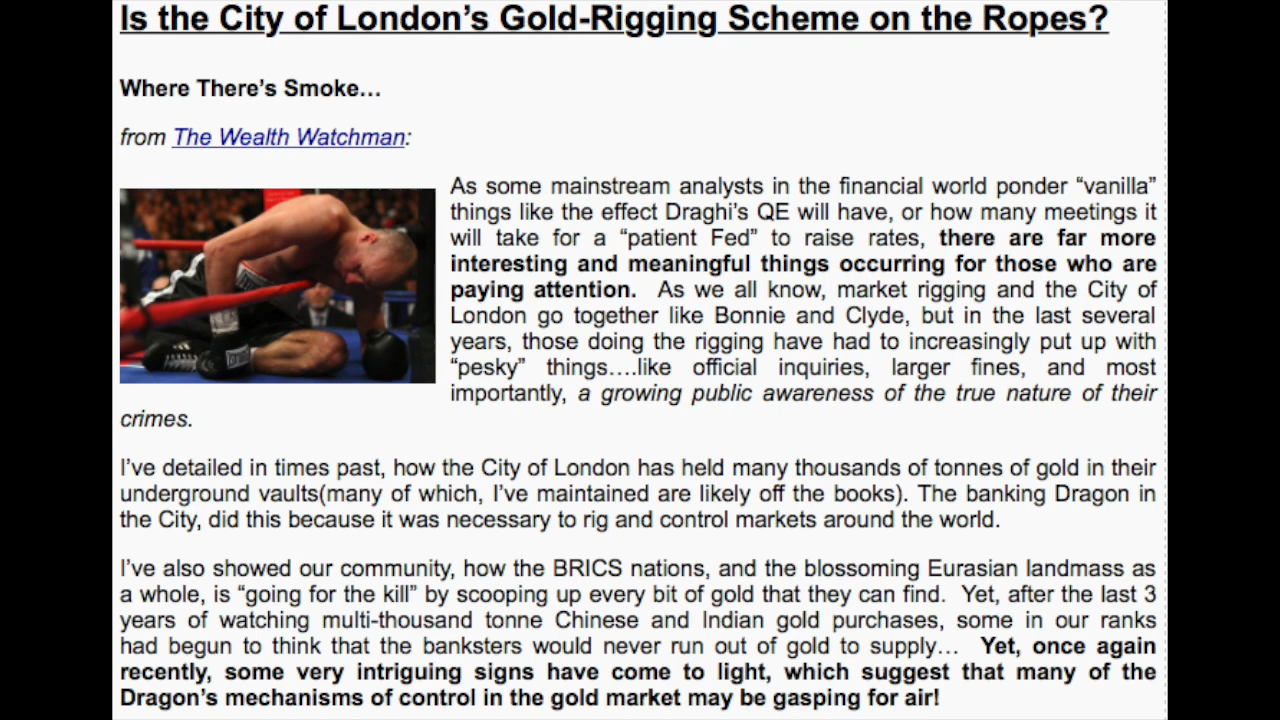 Is the City of London’s Gold-Rigging Scheme on the Ropes?
Where There’s Smoke…
from The Wealth Watchman:
As some mainstream analysts in the financial world ponder “vanilla”
things like the effect Draghi’s QE will have, or how many meetings it
will take for a “patient Fed” to raise rates, there are far more
interesting and meaningful things occurring for those who are
paying attention.  As we all know, market rigging and the City of
London go together like Bonnie and Clyde, but in the last several
years, those doing the rigging have had to increasingly put up with
“pesky” things….like official inquiries, larger fines, and most
importantly, a growing public awareness of the true nature of their
crimes.
I’ve detailed in times past, how the City of London has held many thousands of tonnes of gold in their
underground vaults(many of which, I’ve maintained are likely off the books). The banking Dragon in
the City, did this because it was necessary to rig and control markets around the world.
I’ve also showed our community, how the BRICS nations, and the blossoming Eurasian landmass as
a whole, is “going for the kill” by scooping up every bit of gold that they can find.  Yet, after the last 3
years of watching multi-thousand tonne Chinese and Indian gold purchases, some in our ranks
had begun to think that the banksters would never run out of gold to supply…  Yet, once again
recently, some very intriguing signs have come to light, which suggest that many of the
Dragon’s mechanisms of control in the gold market may be gasping for air!